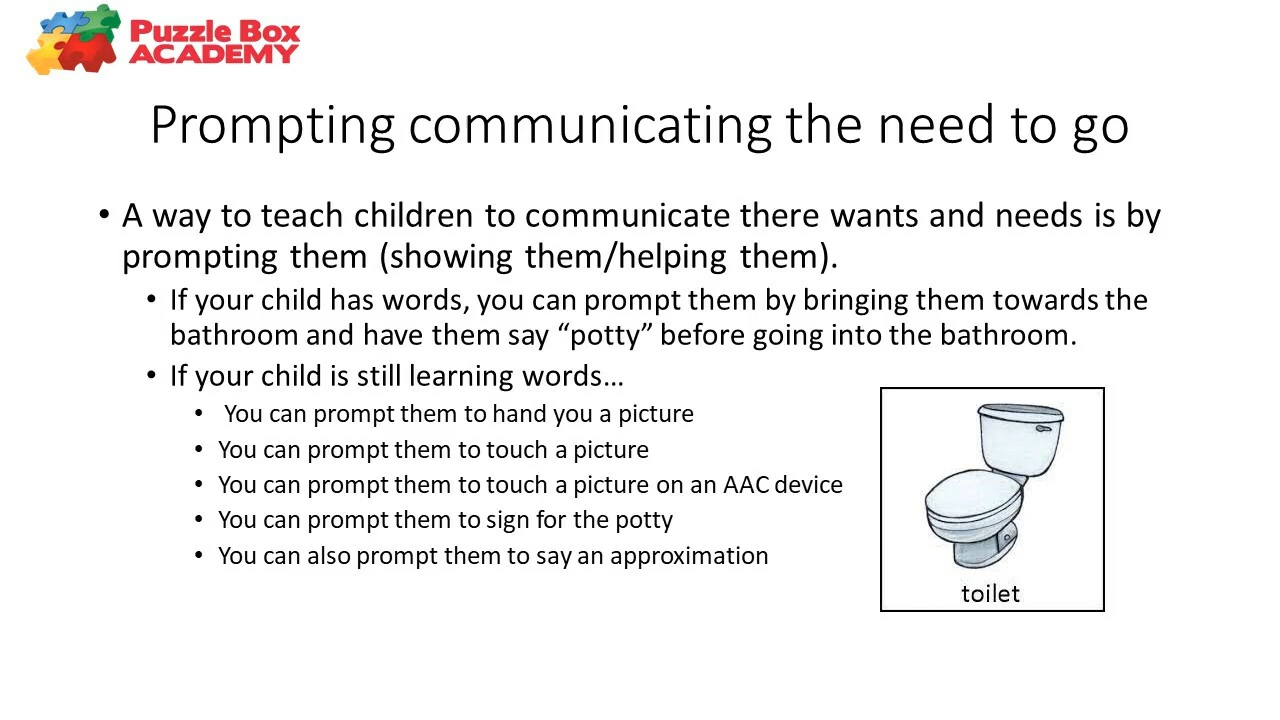 Puzzle Box
ACADEMY
Prompting communicating the need to go
• A way to teach children to communicate there wants and needs is by
prompting them (showing them/helping them).
• If your child has words, you can prompt them by bringing them towards the
bathroom and have them say “potty” before going into the bathroom.
• If your child is still learning words…
• You can prompt them to hand you a picture
• You can prompt them to touch a picture
• You can prompt them to touch a picture on an AAC device
• You can prompt them to sign for the potty
• You can also prompt them to say an approximation
toilet